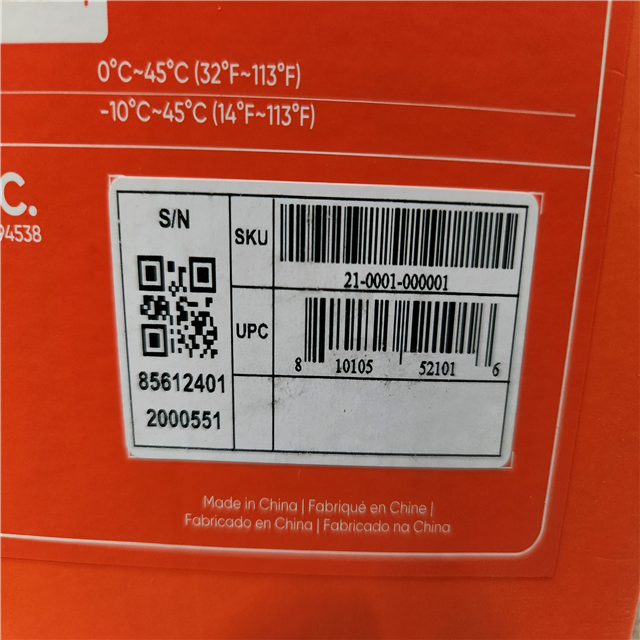 0°C~45°C (32°F~113°F)
-10°C~45°C (14°F~113°F)
C.
94538
S/N
85612401
2000551
SKU
21-0001-000001
UPC
8 10105 52101 6
Made in China | Fabriqué en Chine |
Fabricado en China | Fabricado na China